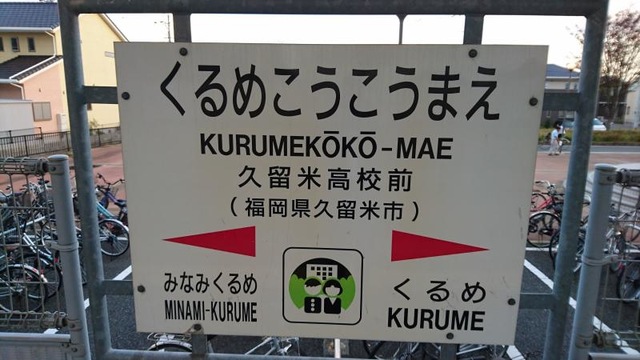 くるめこうこうまえ
KURUMEKŌKŌ-MAE
久留米高校前
(福岡県久留米市)
みなみくるめ
MINAMI-KURUME
くるめ
KURUME